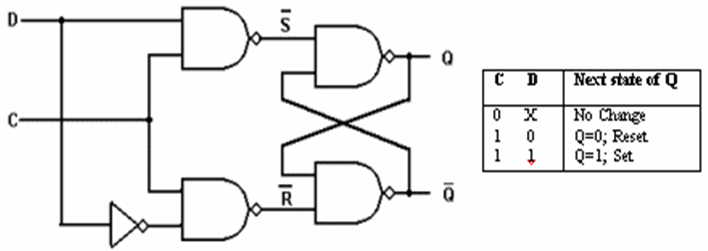 D
S̅
Q
C
R̅
Q̅
C D Next state of Q
0 X No Change
1 0 Q=0; Reset
1 1 Q=1; Set